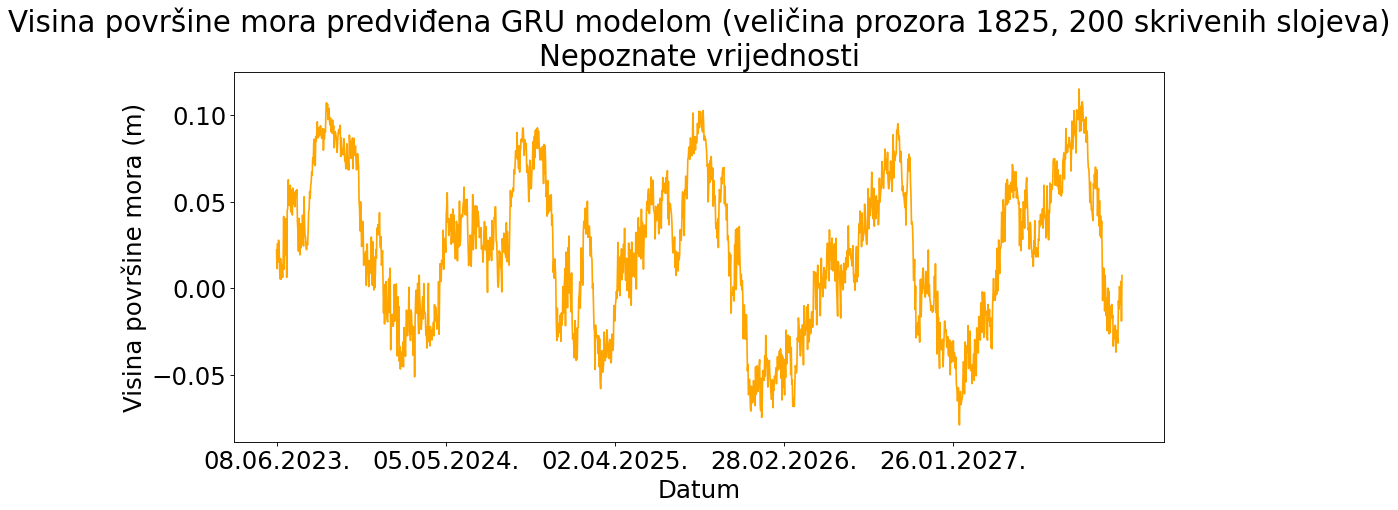 Visina površine mora predviđena GRU modelom (veličina prozora 1825, 200 skrivenih slojeva)
Nepoznate vrijednosti
Visina površine mora (m)
0.10
0.05
0.00
−0.05
08.06.2023. 05.05.2024. 02.04.2025. 28.02.2026. 26.01.2027.
Datum